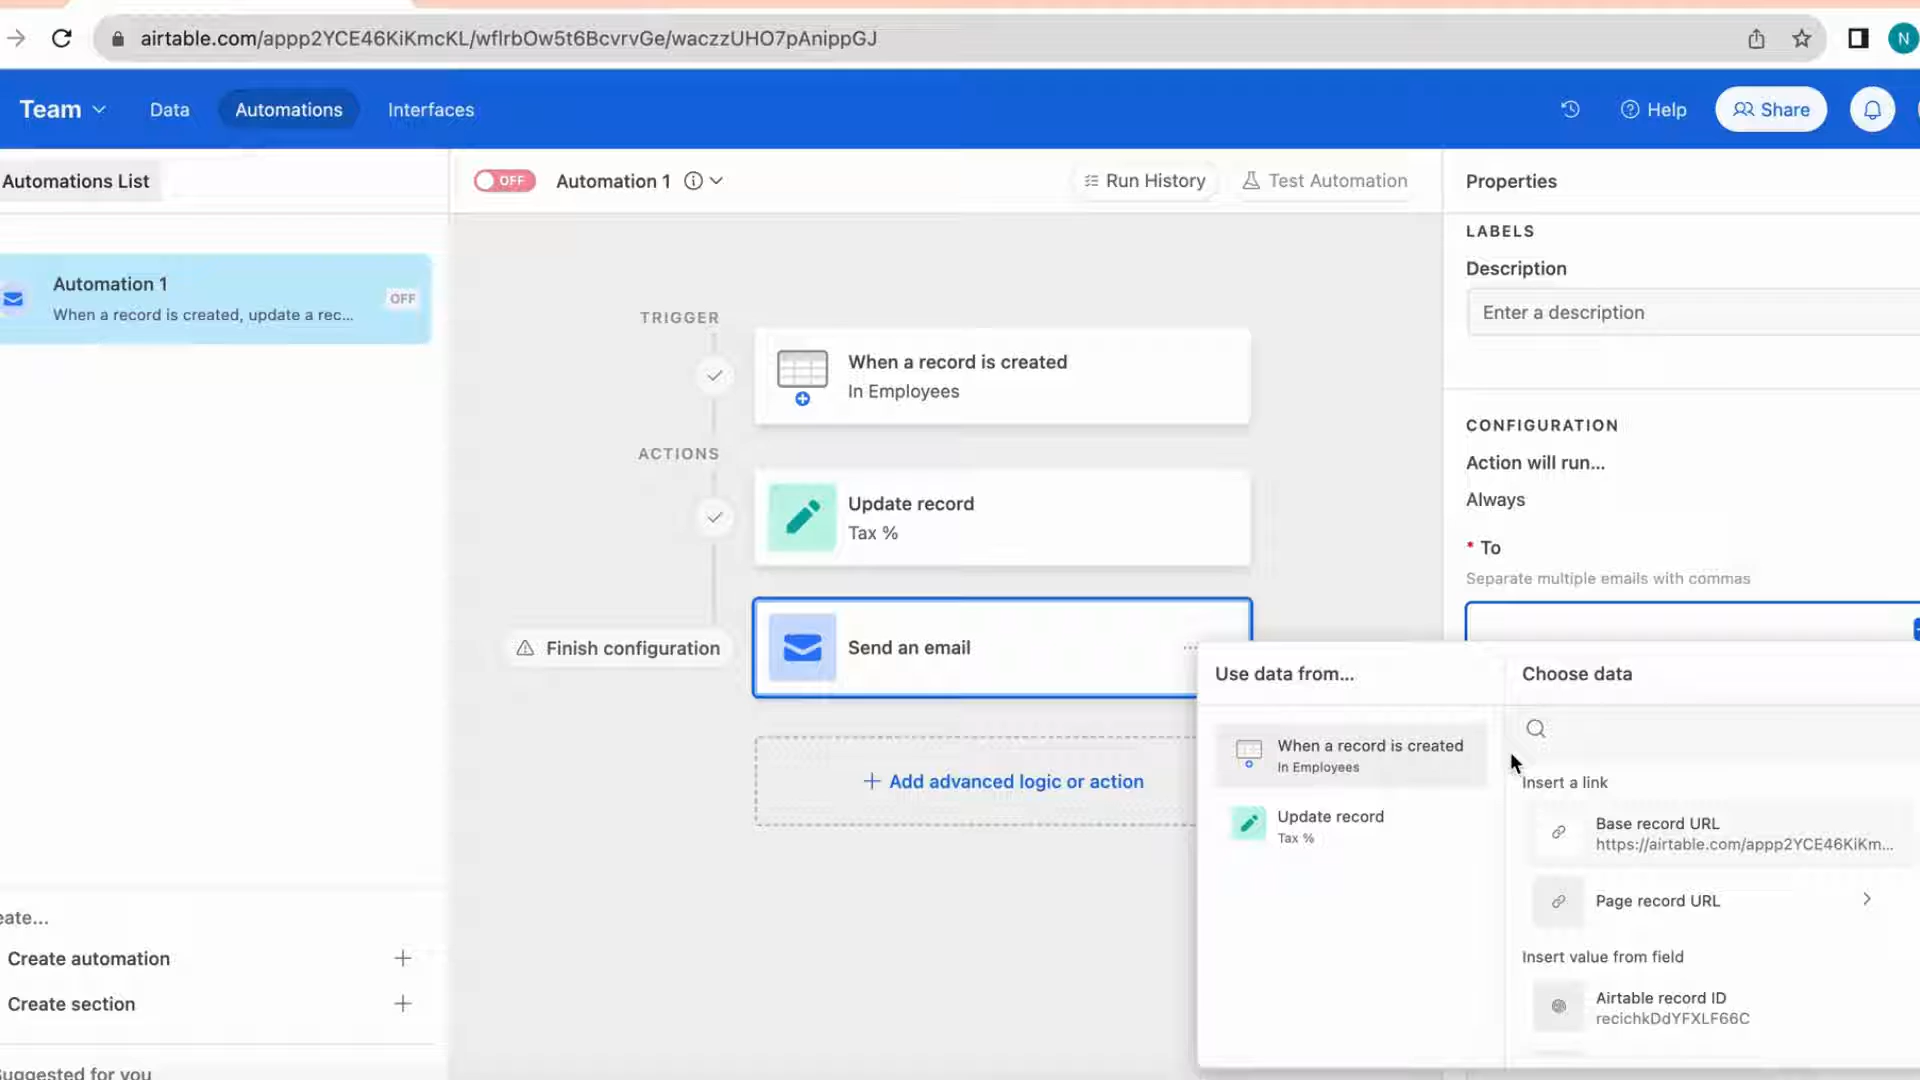 airtable.com/appp2YCE46KiKmcKL/wflrbOw5t6BcvrvGe/waczzUHO7pAnippGJ
N
Team
Data
Automations
Interfaces
Help
Share
Automations List
OFF
Automation 1
Run History
Test Automation
Properties
Automation 1
When a record is created, update a rec...
OFF
TRIGGER
When a record is created
In Employees
ACTIONS
Update record
Tax %
Finish configuration
Send an email
Add advanced logic or action
LABELS
Description
Enter a description
CONFIGURATION
Action will run...
Always
* To
Separate multiple emails with commas
Use data from...
When a record is created
In Employees
Update record
Tax %
Choose data
Insert a link
Base record URL
https://airtable.com/appp2YCE46KiKm...
Page record URL
Insert value from field
Airtable record ID
recichkDdYFXLF66C
eate...
Create automation
Create section
Suggested for you